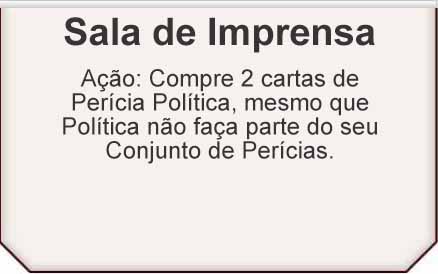 Sala de Imprensa
Ação: Compre 2 cartas de
Perícia Política, mesmo que
Política não faça parte do seu
Conjunto de Perícias.